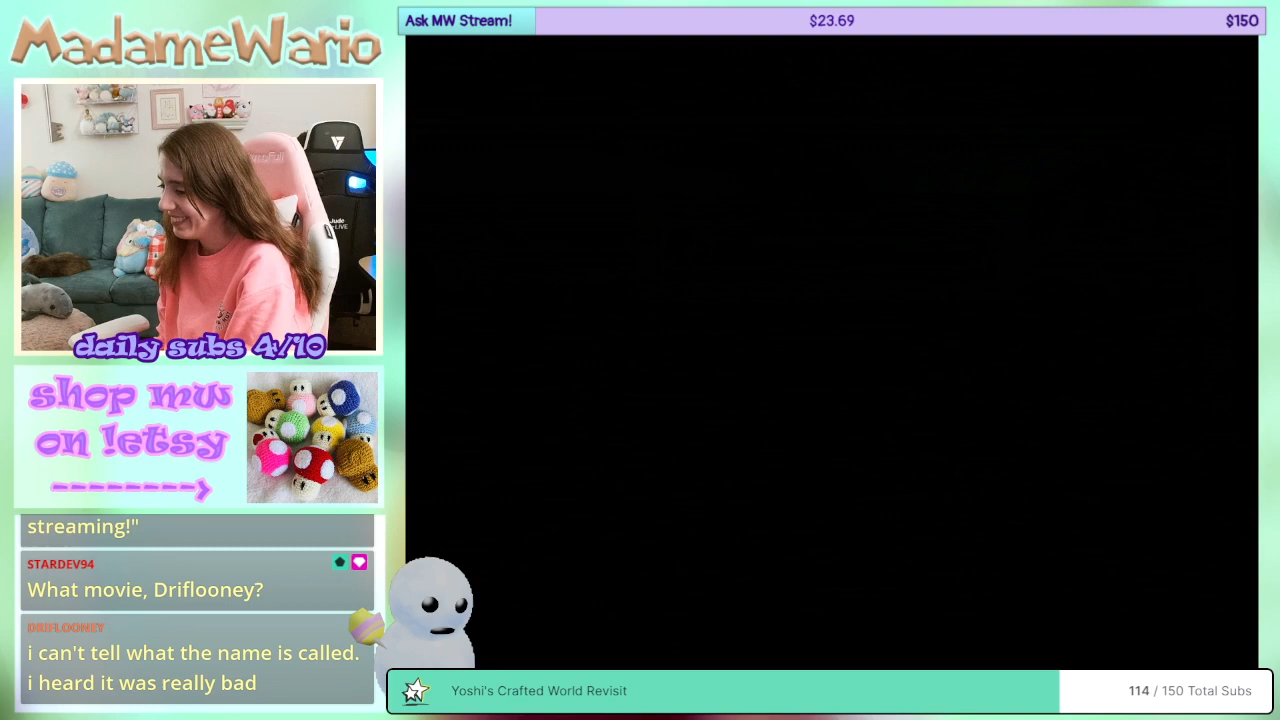 MadameWario
Ask MW Stream!
$23.69
$150
daily subs 4/10
shop mw
on !etsy
-------->
streaming!"
STARDEV94
What movie, Driflooney?
DRIFLOONEY
i can't tell what the name is called.
i heard it was really bad
Yoshi's Crafted World Revisit
114 / 150 Total Subs